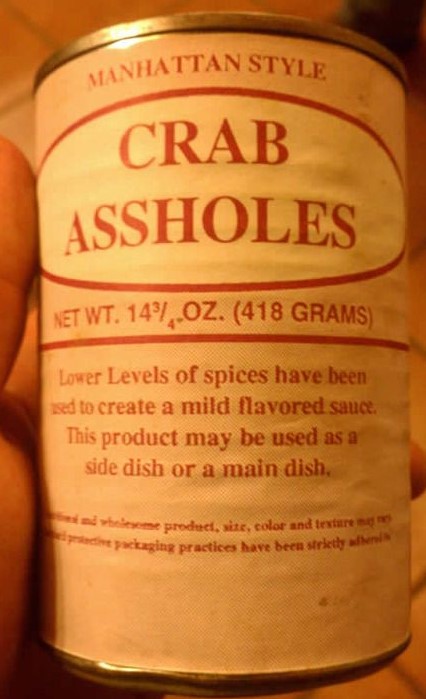 MANHATTAN STYLE
CRAB
ASSHOLES
NET WT. 14¾ OZ. (418 GRAMS)
Lower Levels of spices have been
used to create a mild flavored sauce.
This product may be used as a
side dish or a main dish.
and wholesome product, size, color and texture may vary
protective packaging practices have been strictly adhered to